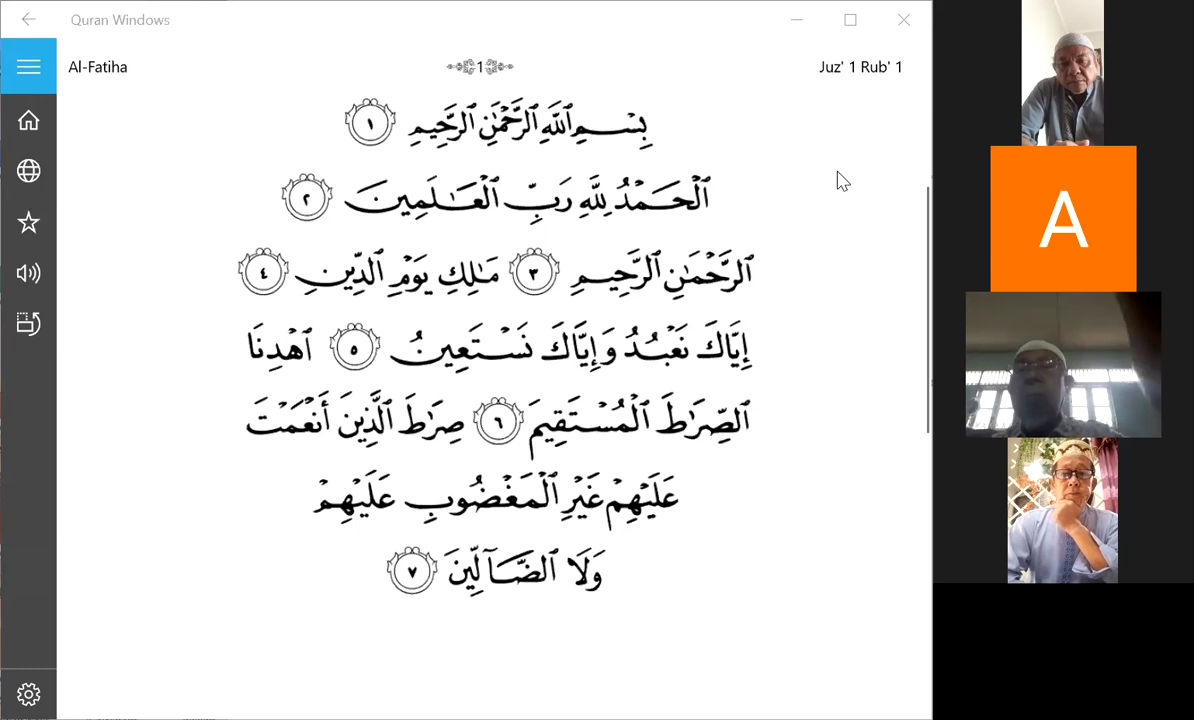 Quran Windows
Al-Fatiha
1
Juz' 1 Rub' 1
بِسْمِ ٱللَّهِ ٱلرَّحْمَٰنِ ٱلرَّحِيمِ ١
ٱلْحَمْدُ لِلَّهِ رَبِّ ٱلْعَـٰلَمِينَ ٢
ٱلرَّحْمَـٰنِ ٱلرَّحِيمِ ٣ مَـٰلِكِ يَوْمِ ٱلدِّينِ ٤
إِيَّاكَ نَعْبُدُ وَإِيَّاكَ نَسْتَعِينُ ٥ ٱهْدِنَا
ٱلصِّرَٰطَ ٱلْمُسْتَقِيمَ ٦ صِرَٰطَ ٱلَّذِينَ أَنْعَمْتَ
عَلَيْهِمْ غَيْرِ ٱلْمَغْضُوبِ عَلَيْهِمْ
وَلَا ٱلضَّآلِّينَ ٧
A